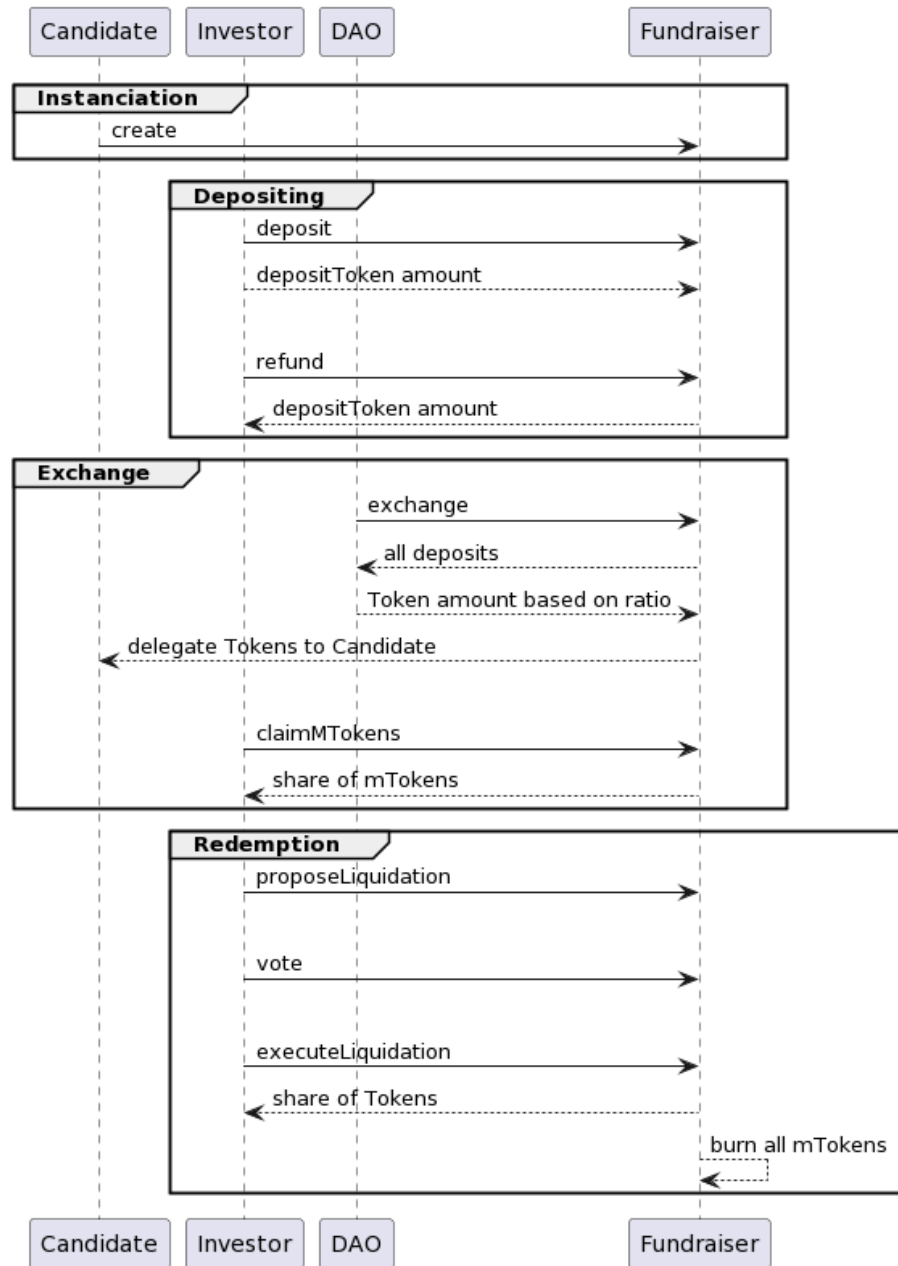 Candidate Investor DAO Fundraiser
Instanciation
create
Depositing
deposit
depositToken amount
refund
depositToken amount
Exchange
exchange
all deposits
Token amount based on ratio
delegate Tokens to Candidate
claimMTokens
share of mTokens
Redemption
proposeLiquidation
vote
executeLiquidation
share of Tokens
burn all mTokens
Candidate Investor DAO Fundraiser